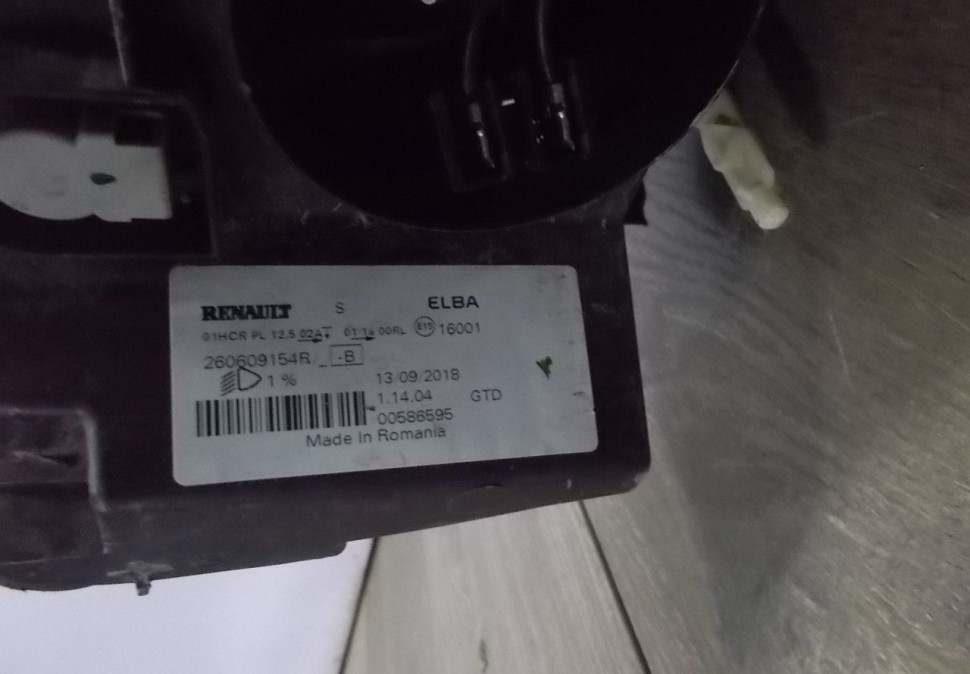 RENAULT S ELBA
01HCR PL 12.5 02A 01 1a 00RL E19 16001
260609154R/_ -B
1 % 13/09/2018
1.14.04 GTD
00586595
Made In Romania